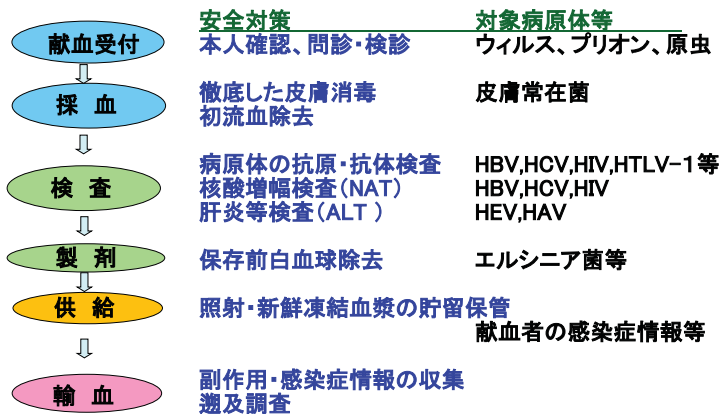 安全対策 対象病原体等
献血受付 本人確認、問診・検診 ウィルス、プリオン、原虫
採 血 徹底した皮膚消毒 皮膚常在菌
初流血除去
病原体の抗原・抗体検査 HBV,HCV,HIV,HTLV-1等
検 査 核酸増幅検査(NAT) HBV,HCV,HIV
肝炎等検査(ALT ) HEV,HAV
製 剤 保存前白血球除去 エルシニア菌等
供 給 照射・新鮮凍結血漿の貯留保管
献血者の感染症情報等
副作用・感染症情報の収集
輸 血 遡及調査